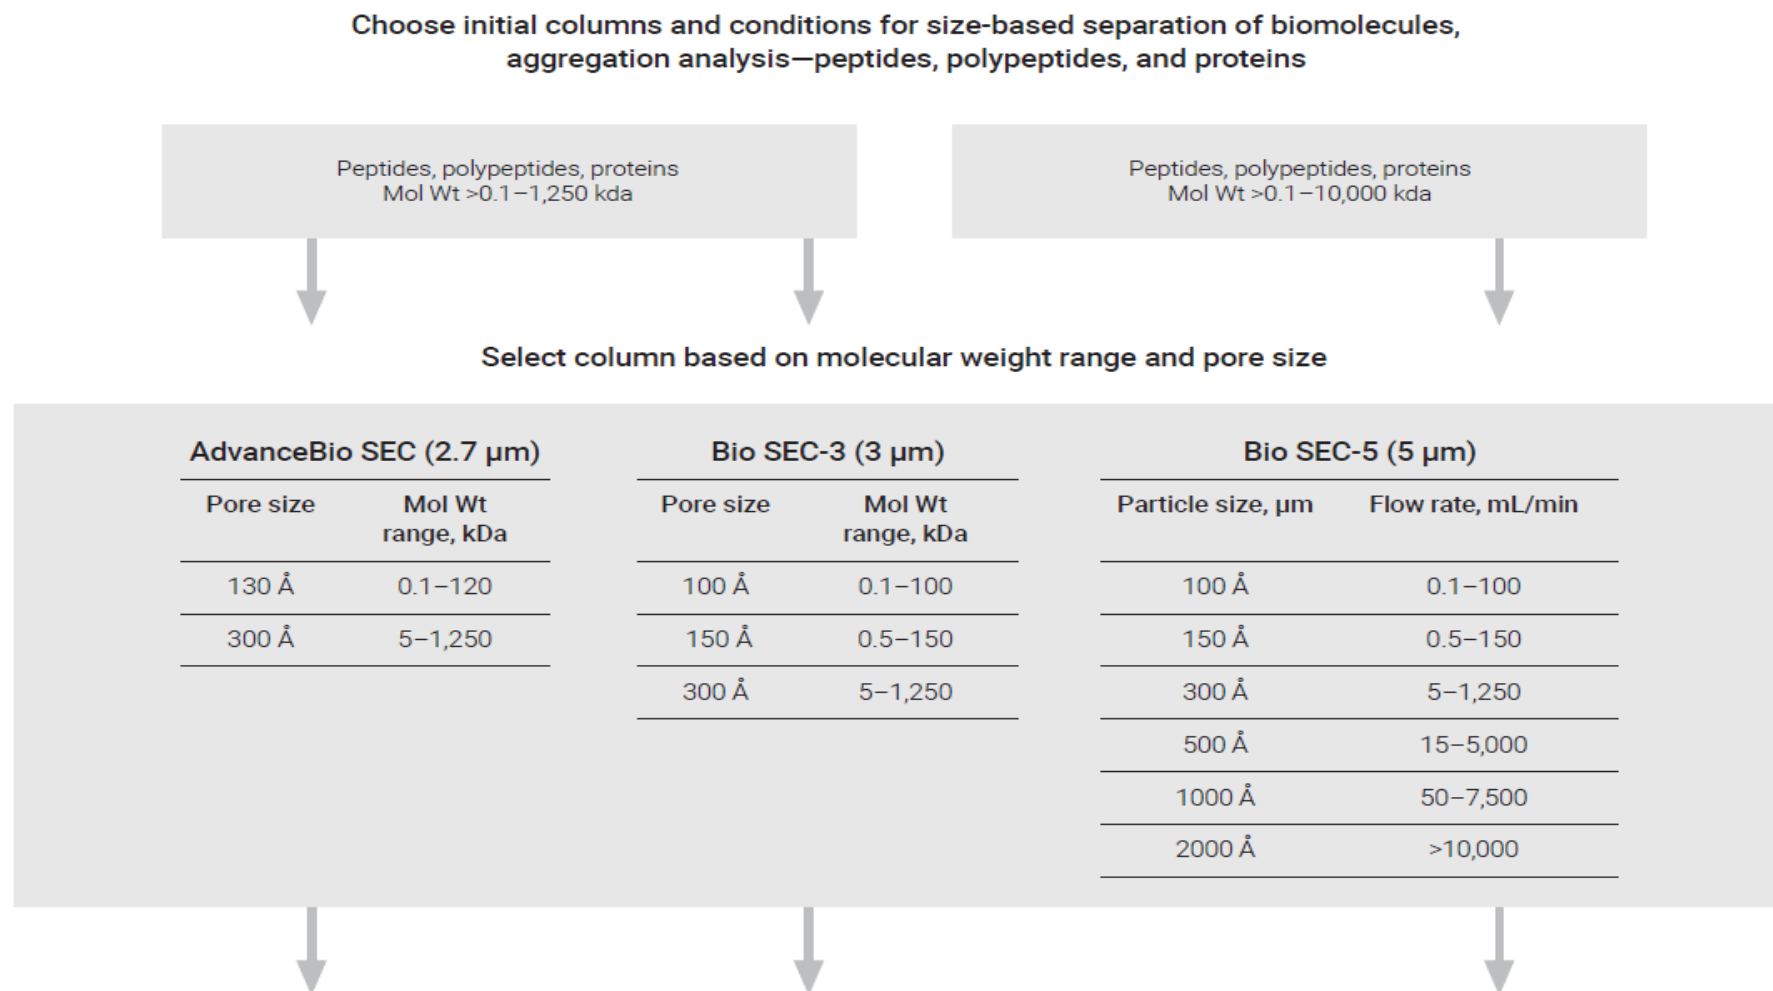 Choose initial columns and conditions for size-based separation of biomolecules,
aggregation analysis—peptides, polypeptides, and proteins
Peptides, polypeptides, proteins
Mol Wt >0.1–1,250 kda
Peptides, polypeptides, proteins
Mol Wt >0.1–10,000 kda
Select column based on molecular weight range and pore size
AdvanceBio SEC (2.7 µm)
Pore size Mol Wt
range, kDa
130 Å 0.1–120
300 Å 5–1,250
Bio SEC-3 (3 µm)
Pore size Mol Wt
range, kDa
100 Å 0.1–100
150 Å 0.5–150
300 Å 5–1,250
Bio SEC-5 (5 µm)
Particle size, µm Flow rate, mL/min
100 Å 0.1–100
150 Å 0.5–150
300 Å 5–1,250
500 Å 15–5,000
1000 Å 50–7,500
2000 Å >10,000